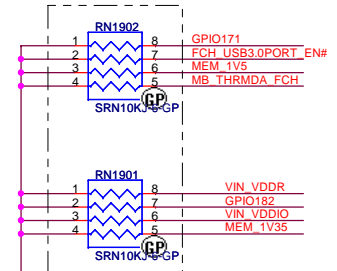 RN1902
1 8 GPIO171
2 7 FCH_USB3.0PORT_EN#
3 6 MEM_1V5
4 5 MB_THRMDA_FCH
GP
SRN10KJ-6-GP
RN1901
1 8 VIN_VDDR
2 7 GPIO182
3 6 VIN_VDDIO
4 5 MEM_1V35
GP
SRN10KJ-6-GP